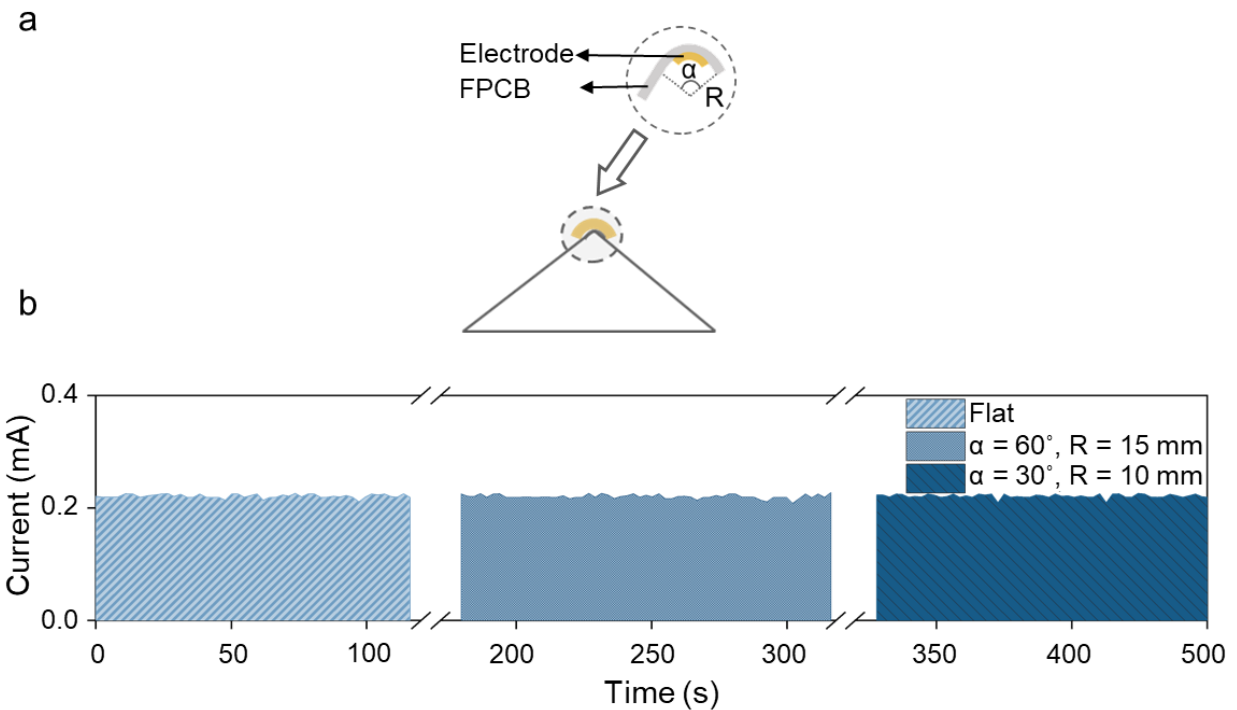 a
Electrode
FPCB
α
R
b
Current (mA)
0.4
0.2
0.0
Flat
α = 60°, R = 15 mm
α = 30°, R = 10 mm
0 50 100 200 250 300 350 400 500
Time (s)